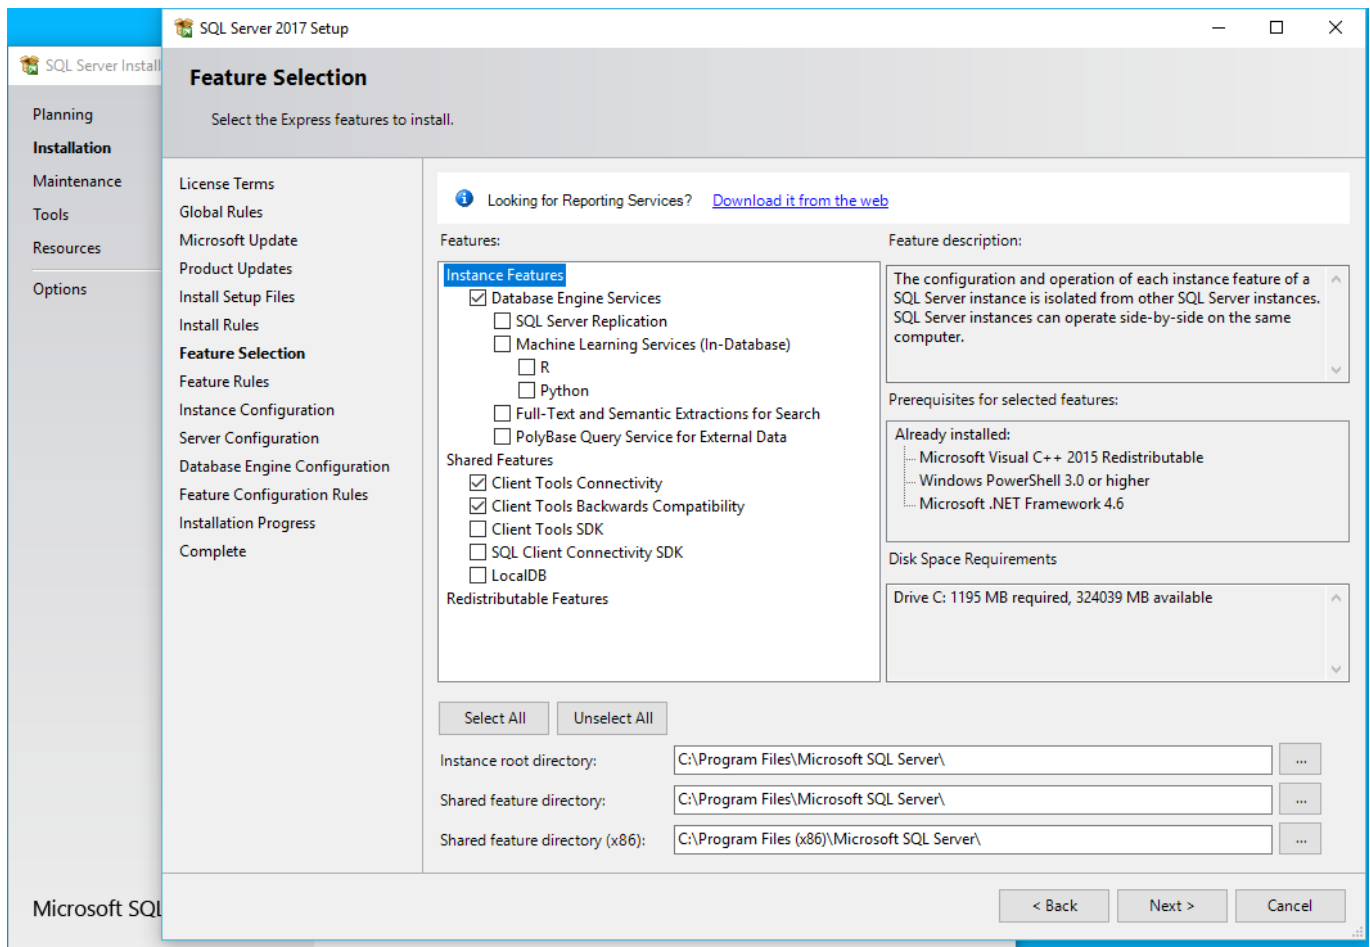 SQL Server 2017 Setup
SQL Server Install
Feature Selection
Select the Express features to install.
Planning
Installation
Maintenance
Tools
Resources
Options
Microsoft SQL
License Terms
Global Rules
Microsoft Update
Product Updates
Install Setup Files
Install Rules
Feature Selection
Feature Rules
Instance Configuration
Server Configuration
Database Engine Configuration
Feature Configuration Rules
Installation Progress
Complete
Looking for Reporting Services? Download it from the web
Features:
Instance Features
Database Engine Services
SQL Server Replication
Machine Learning Services (In-Database)
R
Python
Full-Text and Semantic Extractions for Search
PolyBase Query Service for External Data
Shared Features
Client Tools Connectivity
Client Tools Backwards Compatibility
Client Tools SDK
SQL Client Connectivity SDK
LocalDB
Redistributable Features
Feature description:
The configuration and operation of each instance feature of a
SQL Server instance is isolated from other SQL Server instances.
SQL Server instances can operate side-by-side on the same
computer.
Prerequisites for selected features:
Already installed:
Microsoft Visual C++ 2015 Redistributable
Windows PowerShell 3.0 or higher
Microsoft .NET Framework 4.6
Disk Space Requirements
Drive C: 1195 MB required, 324039 MB available
Select All
Unselect All
Instance root directory:
C:\Program Files\Microsoft SQL Server\
...
Shared feature directory:
C:\Program Files\Microsoft SQL Server\
...
Shared feature directory (x86):
C:\Program Files (x86)\Microsoft SQL Server\
...
< Back
Next >
Cancel